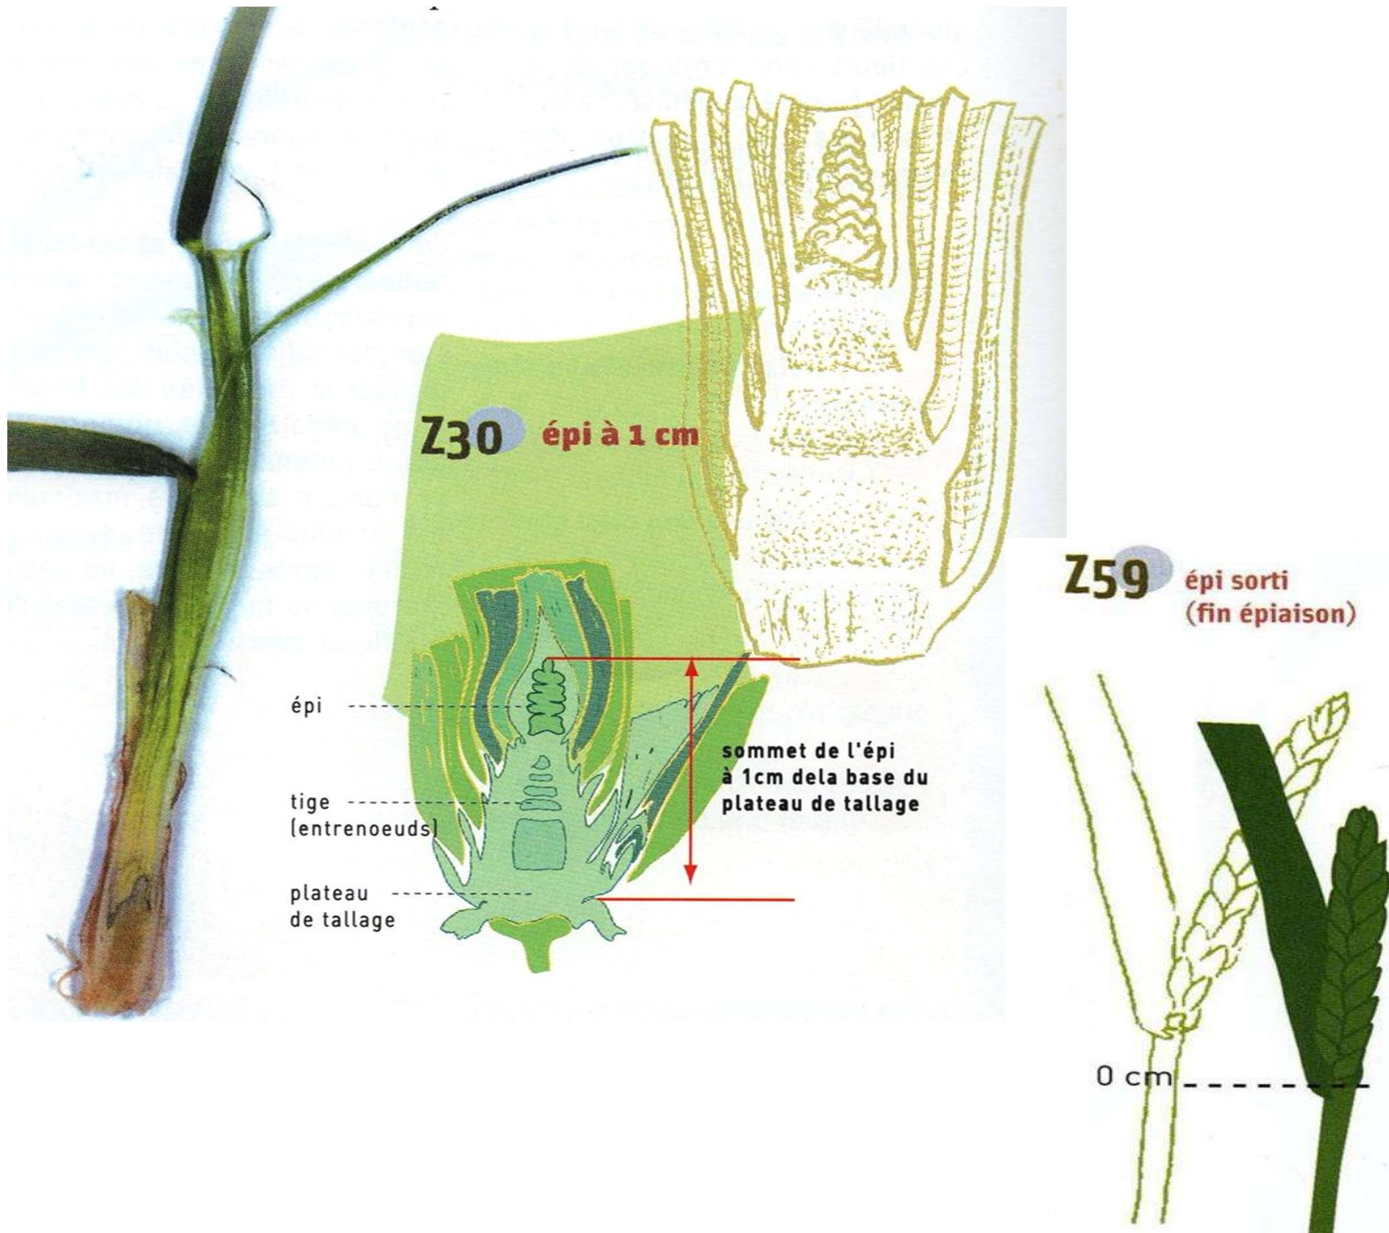 Z30 épi à 1 cm
épi
tige
(entrenoeuds)
plateau
de tallage
sommet de l'épi
à 1cm dela base du
plateau de tallage
Z59 épi sorti
(fin épiaison)
0 cm